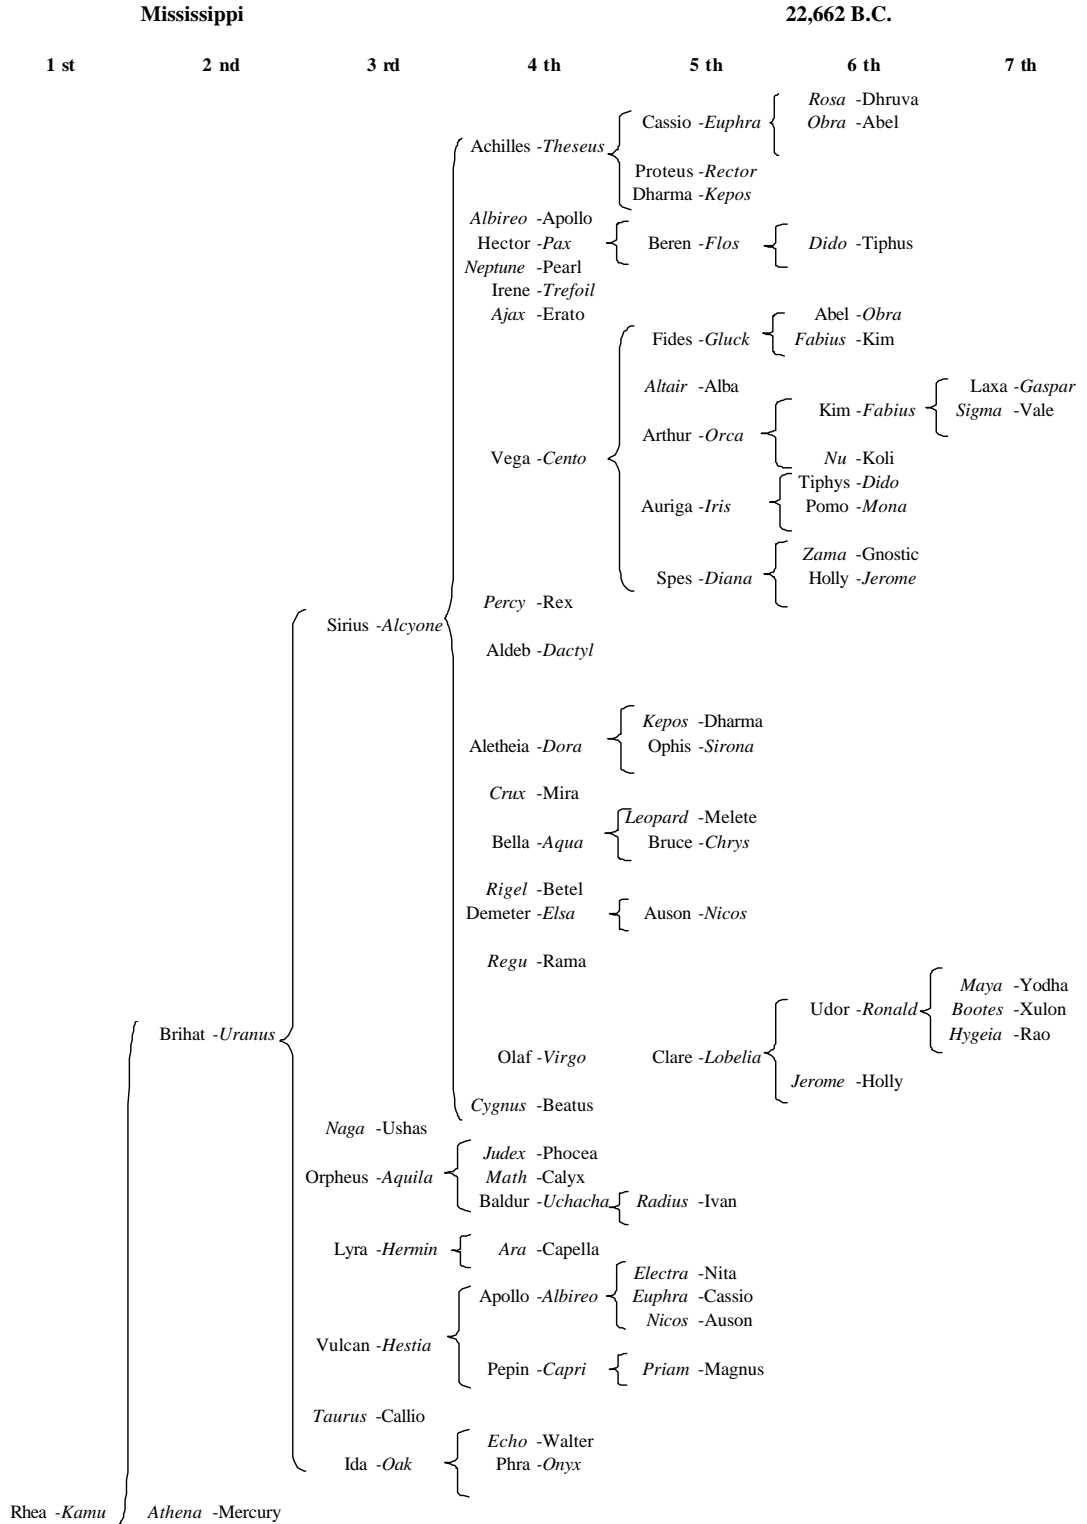 Mississippi 22,662 B.C.
1 st 2 nd 3 rd 4 th 5 th 6 th 7 th
Rosa -Dhruva
Cassio -Euphra Obra -Abel
Achilles -Theseus
Proteus -Rector
Dharma -Kepos
Albireo -Apollo
Hector -Pax Beren -Flos Dido -Tiphus
Neptune -Pearl
Irene -Trefoil
Ajax -Erato Abel -Obra
Fides -Gluck Fabius -Kim
Altair -Alba Laxa -Gaspar
Kim -Fabius Sigma -Vale
Arthur -Orca
Vega -Cento Nu -Koli
Tiphys -Dido
Auriga -Iris Pomo -Mona
Zama -Gnostic
Spes -Diana Holly -Jerome
Percy -Rex
Sirius -Alcyone
Aldeb -Dactyl
Kepos -Dharma
Aletheia -Dora Ophis -Sirona
Crux -Mira
Leopard -Melete
Bella -Aqua Bruce -Chrys
Rigel -Betel
Demeter -Elsa Auson -Nicos
Regu -Rama
Maya -Yodha
Udor -Ronald Bootes -Xulon
Brihat -Uranus Hygeia -Rao
Olaf -Virgo Clare -Lobelia
Jerome -Holly
Cygnus -Beatus
Naga -Ushas
Judex -Phocea
Orpheus -Aquila Math -Calyx
Baldur -Uchacha Radius -Ivan
Lyra -Hermin Ara -Capella
Electra -Nita
Apollo -Albireo Euphra -Cassio
Nicos -Auson
Vulcan -Hestia
Pepin -Capri Priam -Magnus
Taurus -Callio
Echo -Walter
Ida -Oak Phra -Onyx
Rhea -Kamu Athena -Mercury